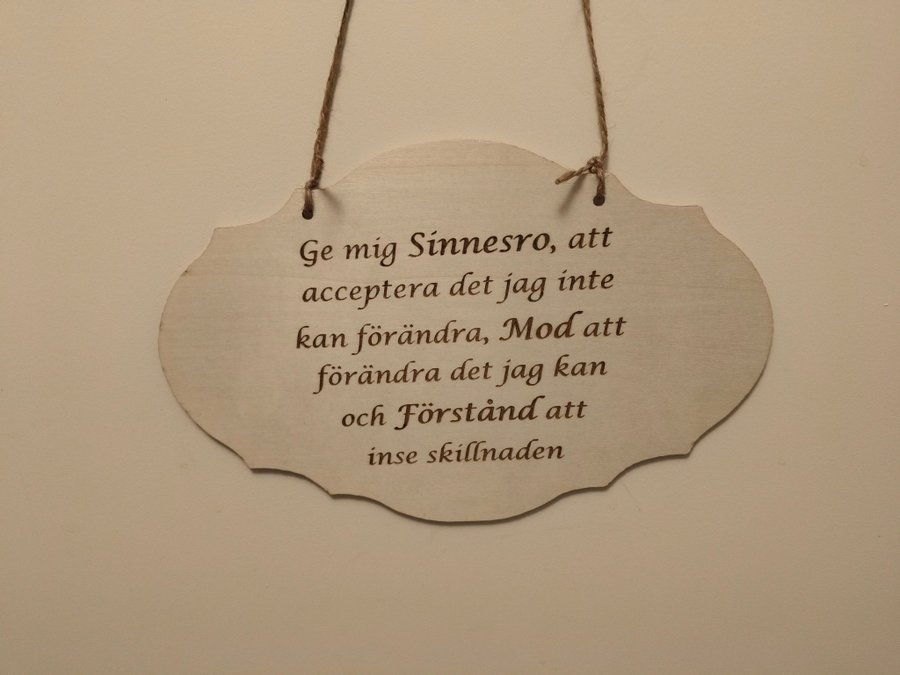 Ge mig Sinnesro, att
acceptera det jag inte
kan förändra, Mod att
förändra det jag kan
och Förstånd att
inse skillnaden